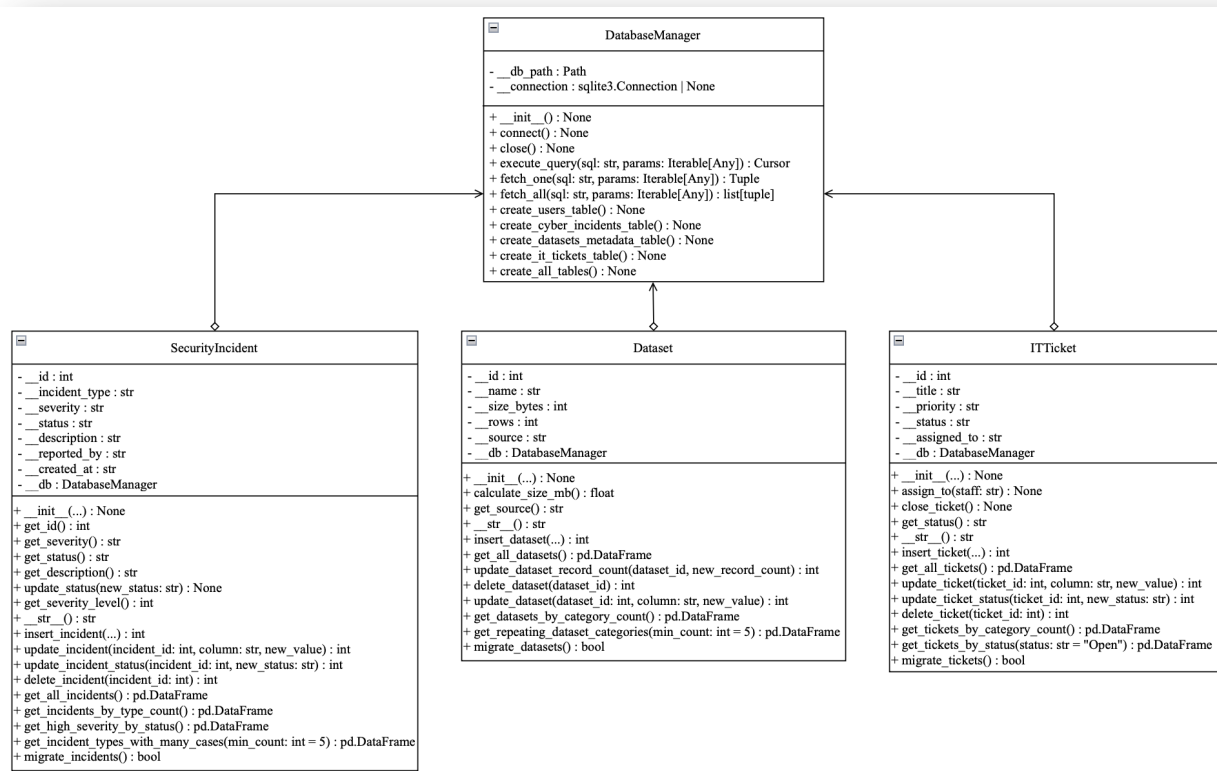 DatabaseManager
- __db_path : Path
- __connection : sqlite3.Connection | None
+ __init__() : None
+ connect() : None
+ close() : None
+ execute_query(sql: str, params: Iterable[Any]) : Cursor
+ fetch_one(sql: str, params: Iterable[Any]) : Tuple
+ fetch_all(sql: str, params: Iterable[Any]) : list[tuple]
+ create_users_table() : None
+ create_cyber_incidents_table() : None
+ create_datasets_metadata_table() : None
+ create_it_tickets_table() : None
+ create_all_tables() : None
SecurityIncident
- __id : int
- __incident_type : str
- __severity : str
- __status : str
- __description : str
- __reported_by : str
- __created_at : str
- __db : DatabaseManager
+ __init__(...) : None
+ get_id() : int
+ get_severity() : str
+ get_status() : str
+ get_description() : str
+ update_status(new_status: str) : None
+ get_severity_level() : int
+ __str__() : str
+ insert_incident(...) : int
+ update_incident(incident_id: int, column: str, new_value) : int
+ update_incident_status(incident_id: int, new_status: str) : int
+ delete_incident(incident_id: int) : int
+ get_all_incidents() : pd.DataFrame
+ get_incidents_by_type_count() : pd.DataFrame
+ get_high_severity_by_status() : pd.DataFrame
+ get_incident_types_with_many_cases(min_count: int = 5) : pd.DataFrame
+ migrate_incidents() : bool
Dataset
- __id : int
- __name : str
- __size_bytes : int
- __rows : int
- __source : str
- __db : DatabaseManager
+ __init__(...) : None
+ calculate_size_mb() : float
+ get_source() : str
+ __str__() : str
+ insert_dataset(...) : int
+ get_all_datasets() : pd.DataFrame
+ update_dataset_record_count(dataset_id, new_record_count) : int
+ delete_dataset(dataset_id) : int
+ update_dataset(dataset_id: int, column: str, new_value) : int
+ get_datasets_by_category_count() : pd.DataFrame
+ get_repeating_dataset_categories(min_count: int = 5) : pd.DataFrame
+ migrate_datasets() : bool
ITTicket
- __id : int
- __title : str
- __priority : str
- __status : str
- __assigned_to : str
- __db : DatabaseManager
+ __init__(...) : None
+ assign_to(staff: str) : None
+ close_ticket() : None
+ get_status() : str
+ __str__() : str
+ insert_ticket(...) : int
+ get_all_tickets() : pd.DataFrame
+ update_ticket(ticket_id: int, column: str, new_value) : int
+ update_ticket_status(ticket_id: int, new_status: str) : int
+ delete_ticket(ticket_id: int) : int
+ get_tickets_by_category_count() : pd.DataFrame
+ get_tickets_by_status(status: str = "Open") : pd.DataFrame
+ migrate_tickets() : bool